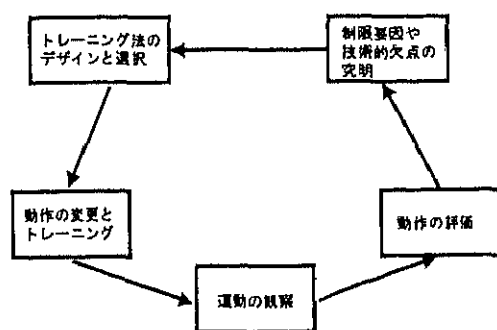 トレーニング法の
デザインと選択
制限要因や
技術的欠点の
究明
動作の変更と
トレーニング
動作の評価
運動の観察